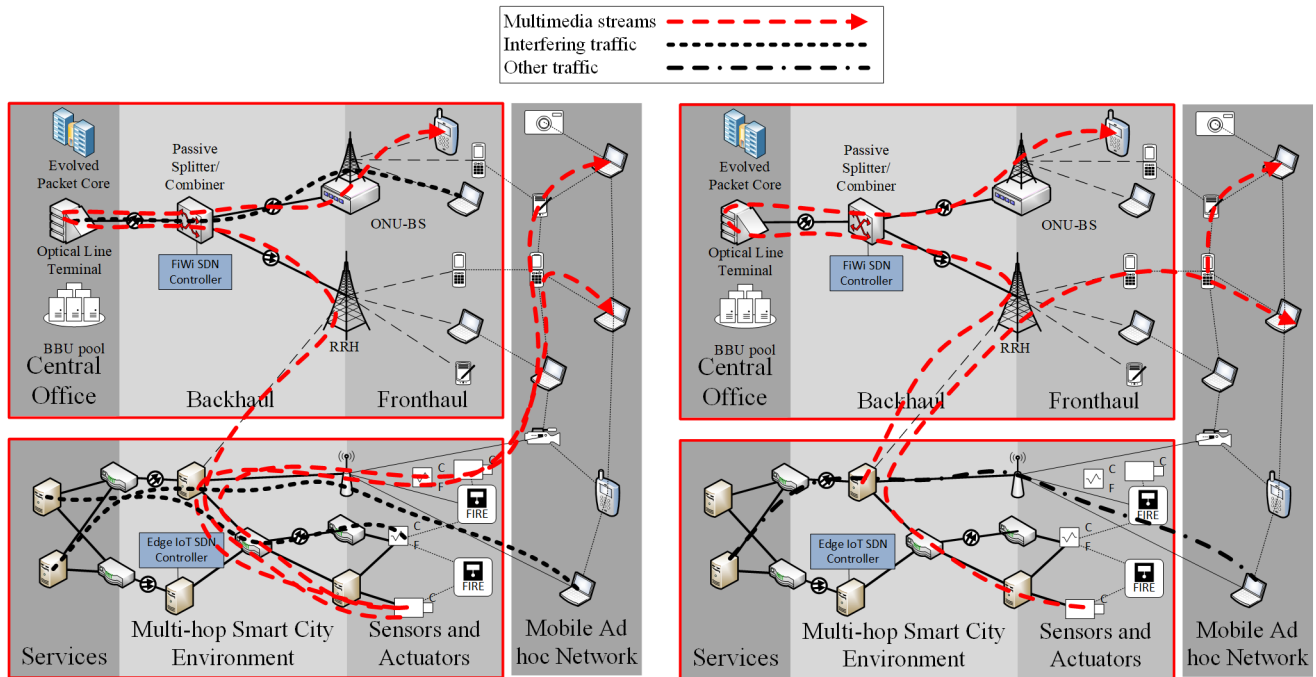 Multimedia streams
Interfering traffic
Other traffic
Evolved
Packet Core
Passive
Splitter/
Combiner
ONU-BS
Optical Line
Terminal
FiWi SDN
Controller
BBU pool
RRH
Central
Office
Backhaul
Fronthaul
C
F
FIRE
Edge IoT SDN
Controller
C
F
FIRE
C
Services
Multi-hop Smart City
Environment
Sensors and
Actuators
Mobile Ad
hoc Network
Evolved
Packet Core
Passive
Splitter/
Combiner
ONU-BS
Optical Line
Terminal
FiWi SDN
Controller
BBU pool
RRH
Central
Office
Backhaul
Fronthaul
C
F
FIRE
Edge IoT SDN
Controller
C
F
FIRE
C
Services
Multi-hop Smart City
Environment
Sensors and
Actuators
Mobile Ad
hoc Network